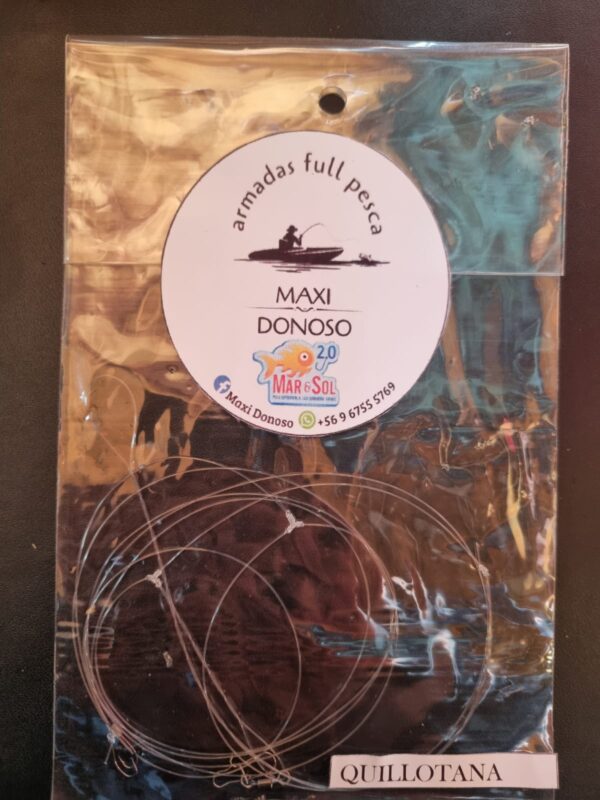 armadas full pesca
MAXI
DONOSO
2.0
MAR & SOL
Maxi Donoso +56 9 6755 5769
QUILLOTANA